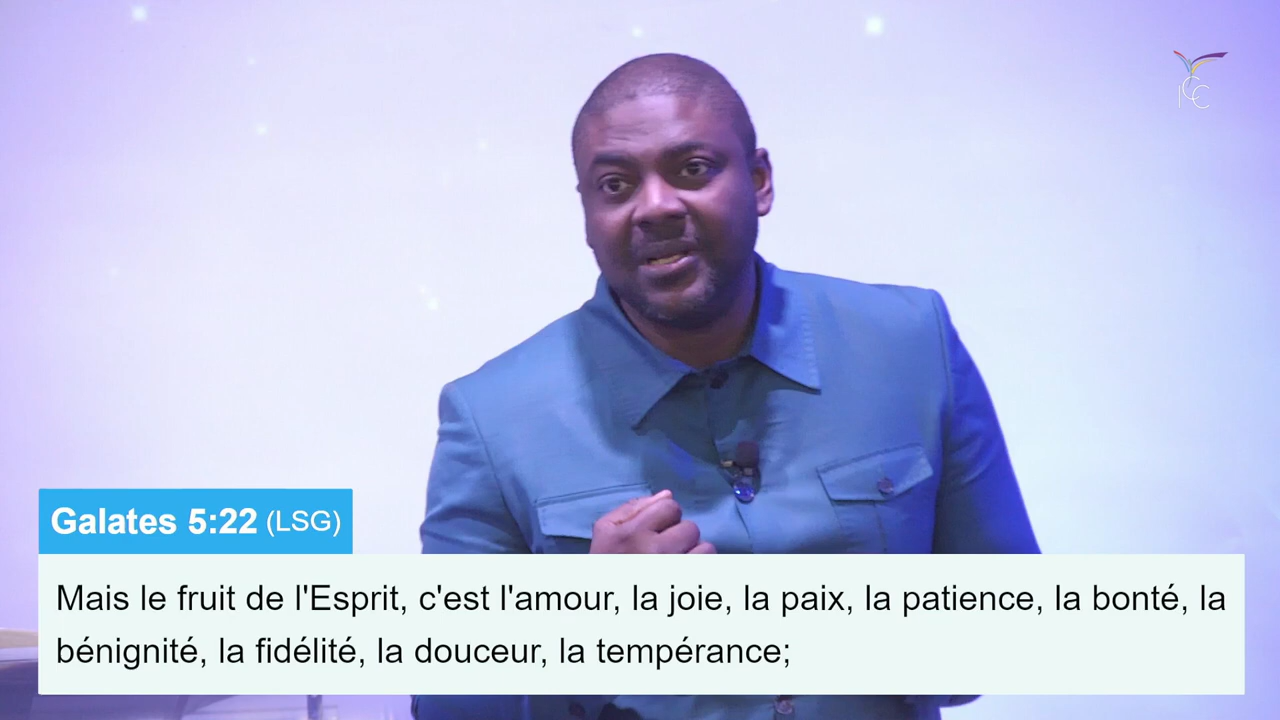 ICC
Galates 5:22 (LSG)
Mais le fruit de l'Esprit, c'est l'amour, la joie, la paix, la patience, la bonté, la
bénignité, la fidélité, la douceur, la tempérance;